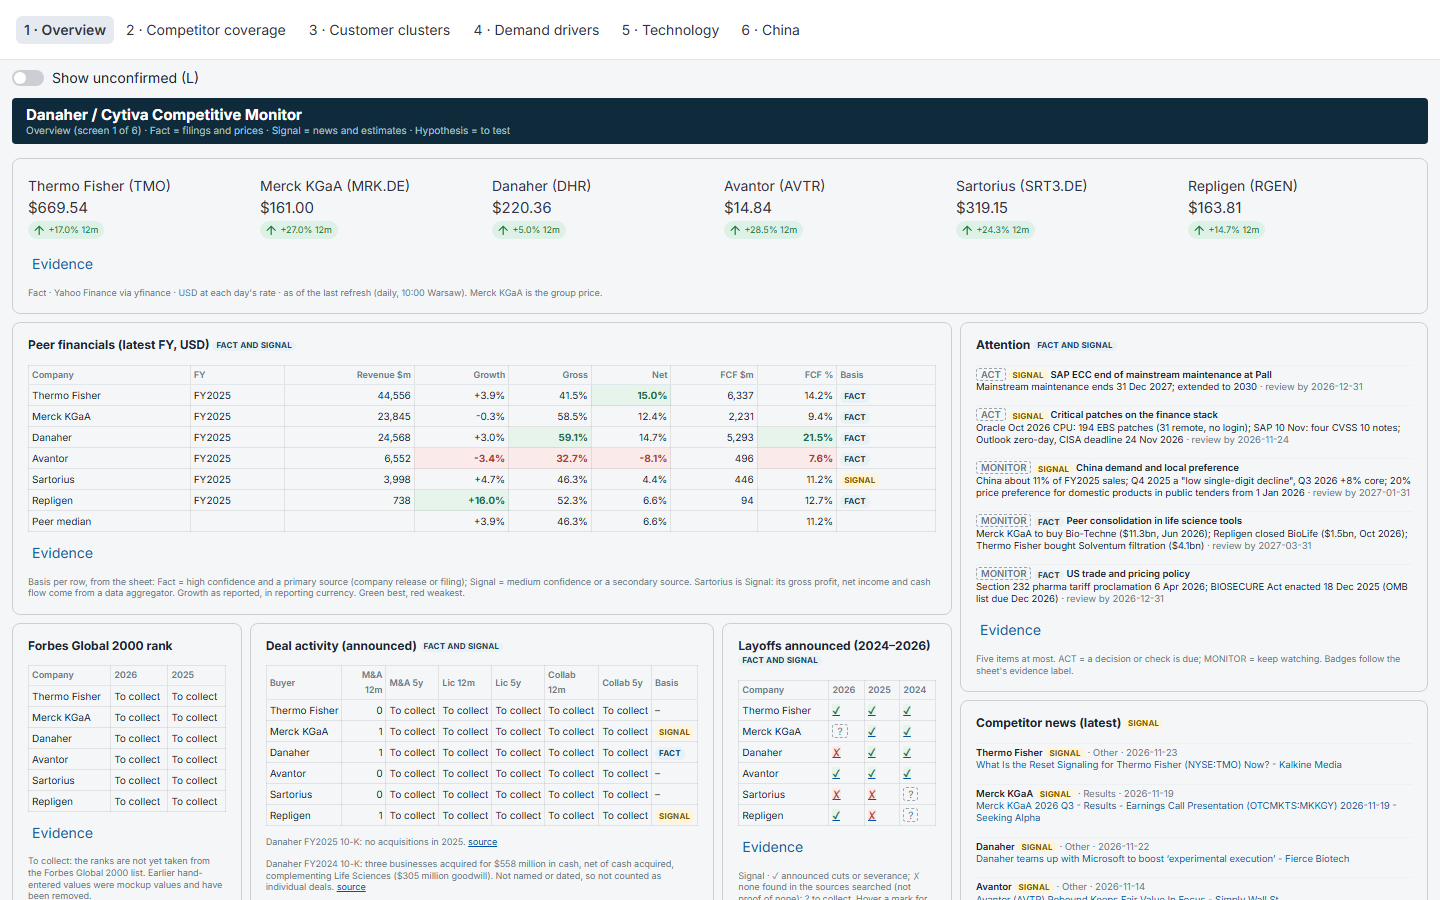 1 · Overview
2 · Competitor coverage
3 · Customer clusters
4 · Demand drivers
5 · Technology
6 · China
Show unconfirmed (L)
Danaher / Cytiva Competitive Monitor
Overview (screen 1 of 6) · Fact = filings and prices · Signal = news and estimates · Hypothesis = to test
Thermo Fisher (TMO)
$669.54
+17.0% 12m
Merck KGaA (MRK.DE)
$161.00
+27.0% 12m
Danaher (DHR)
$220.36
+5.0% 12m
Avantor (AVTR)
$14.84
+28.5% 12m
Sartorius (SRT3.DE)
$319.15
+24.3% 12m
Repligen (RGEN)
$163.81
+14.7% 12m
Evidence
Fact · Yahoo Finance via yfinance · USD at each day's rate · as of the last refresh (daily, 10:00 Warsaw). Merck KGaA is the group price.
Peer financials (latest FY, USD) FACT AND SIGNAL
Company FY Revenue $m Growth Gross Net FCF $m FCF % Basis
Thermo Fisher FY2025 44,556 +3.9% 41.5% 15.0% 6,337 14.2% FACT
Merck KGaA FY2025 23,845 -0.3% 58.5% 12.4% 2,231 9.4% FACT
Danaher FY2025 24,568 +3.0% 59.1% 14.7% 5,293 21.5% FACT
Avantor FY2025 6,552 -3.4% 32.7% -8.1% 496 7.6% FACT
Sartorius FY2025 3,998 +4.7% 46.3% 4.4% 446 11.2% SIGNAL
Repligen FY2025 738 +16.0% 52.3% 6.6% 94 12.7% FACT
Peer median +3.9% 46.3% 6.6% 11.2%
Evidence
Basis per row, from the sheet: Fact = high confidence and a primary source (company release or filing); Signal = medium confidence or a secondary source. Sartorius is Signal: its gross profit, net income and cash
flow come from a data aggregator. Growth as reported, in reporting currency. Green best, red weakest.
Attention FACT AND SIGNAL
ACT SIGNAL SAP ECC end of mainstream maintenance at Pall
Mainstream maintenance ends 31 Dec 2027; extended to 2030 · review by 2026-12-31
ACT SIGNAL Critical patches on the finance stack
Oracle Oct 2026 CPU: 194 EBS patches (31 remote, no login); SAP 10 Nov: four CVSS 10 notes;
Outlook zero-day, CISA deadline 24 Nov 2026 · review by 2026-11-24
MONITOR SIGNAL China demand and local preference
China about 11% of FY2025 sales; Q4 2025 a "low single-digit decline", Q3 2026 +8% core; 20%
price preference for domestic products in public tenders from 1 Jan 2026 · review by 2027-01-31
MONITOR FACT Peer consolidation in life science tools
Merck KGaA to buy Bio-Techne ($11.3bn, Jun 2026); Repligen closed BioLife ($1.5bn, Oct 2026);
Thermo Fisher bought Solventum filtration ($4.1bn) · review by 2027-03-31
MONITOR FACT US trade and pricing policy
Section 232 pharma tariff proclamation 6 Apr 2026; BIOSECURE Act enacted 18 Dec 2025 (OMB
list due Dec 2026) · review by 2026-12-31
Evidence
Five items at most. ACT = a decision or check is due; MONITOR = keep watching. Badges follow the
sheet's evidence label.
Forbes Global 2000 rank
Company 2026 2025
Thermo Fisher To collect To collect
Merck KGaA To collect To collect
Danaher To collect To collect
Avantor To collect To collect
Sartorius To collect To collect
Repligen To collect To collect
Evidence
To collect: the ranks are not yet taken from
the Forbes Global 2000 list. Earlier hand-
entered values were mockup values and have
been removed.
Deal activity (announced) FACT AND SIGNAL
Buyer M&A 12m M&A 5y Lic 12m Lic 5y Collab 12m Collab 5y Basis
Thermo Fisher 0 To collect To collect To collect To collect To collect –
Merck KGaA 1 To collect To collect To collect To collect To collect SIGNAL
Danaher 1 To collect To collect To collect To collect To collect FACT
Avantor 0 To collect To collect To collect To collect To collect –
Sartorius 0 To collect To collect To collect To collect To collect –
Repligen 1 To collect To collect To collect To collect To collect SIGNAL
Danaher FY2025 10-K: no acquisitions in 2025. source
Danaher FY2024 10-K: three businesses acquired for $558 million in cash, net of cash acquired,
complementing Life Sciences ($305 million goodwill). Not named or dated, so not counted as
individual deals. source
Layoffs announced (2024–2026)
FACT AND SIGNAL
Company 2026 2025 2024
Thermo Fisher ✓ ✓ ✓
Merck KGaA ? ✓ ✓
Danaher ✗ ✓ ✓
Avantor ✓ ✓ ✓
Sartorius ✗ ✗ ?
Repligen ✓ ✗ ?
Evidence
Signal · ✓ announced cuts or severance; ✗
none found in the sources searched (not
proof of none); ? to collect. Hover a mark for
Competitor news (latest) SIGNAL
Thermo Fisher SIGNAL · Other · 2026-11-23
What Is the Reset Signaling for Thermo Fisher (NYSE:TMO) Now? - Kalkine Media
Merck KGaA SIGNAL · Results · 2026-11-19
Merck KGaA 2026 Q3 - Results - Earnings Call Presentation (OTCMKTS:MKKGY) 2026-11-19 -
Seeking Alpha
Danaher SIGNAL · Other · 2026-11-22
Danaher teams up with Microsoft to boost ‘experimental execution’ - Fierce Biotech
Avantor SIGNAL · Other · 2026-11-14
Avantor (AVTR) Rebound Keeps Fair Value In Focus - Simply Wall St